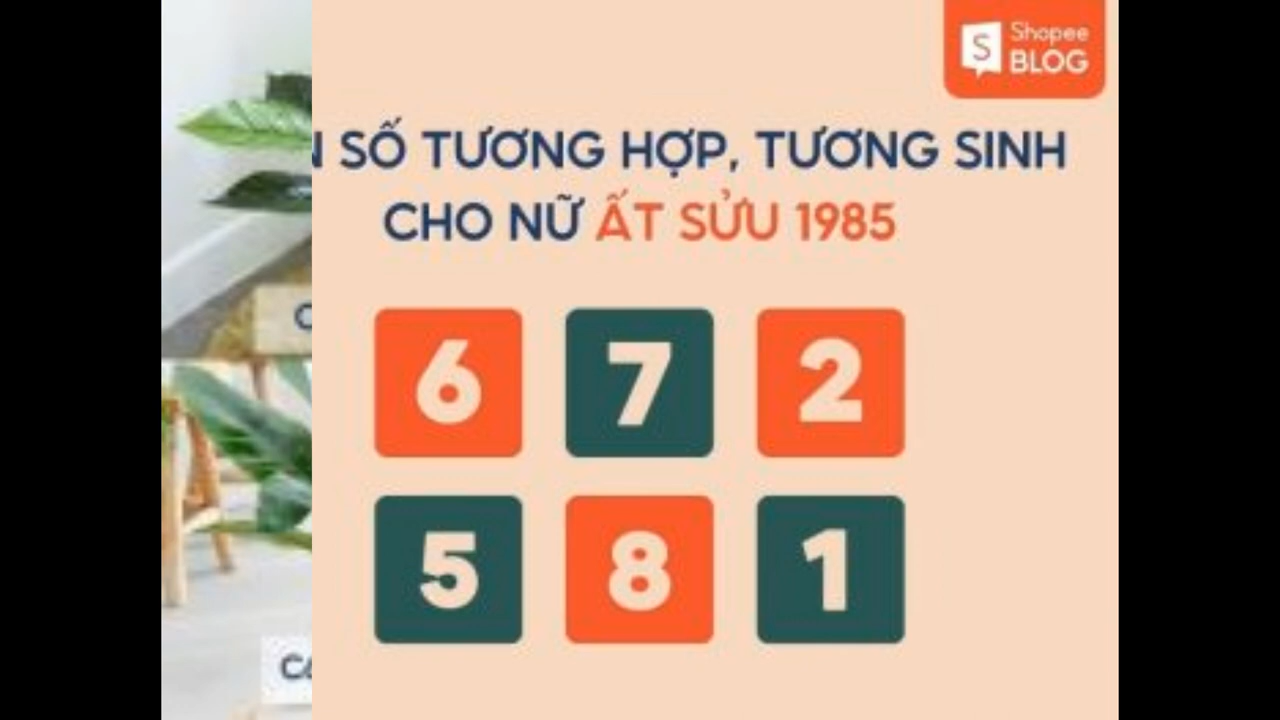 Shopee
BLOG
SỐ TƯƠNG HỢP, TƯƠNG SINH
CHO NỮ ẤT SỬU 1985
6 7 2
5 8 1